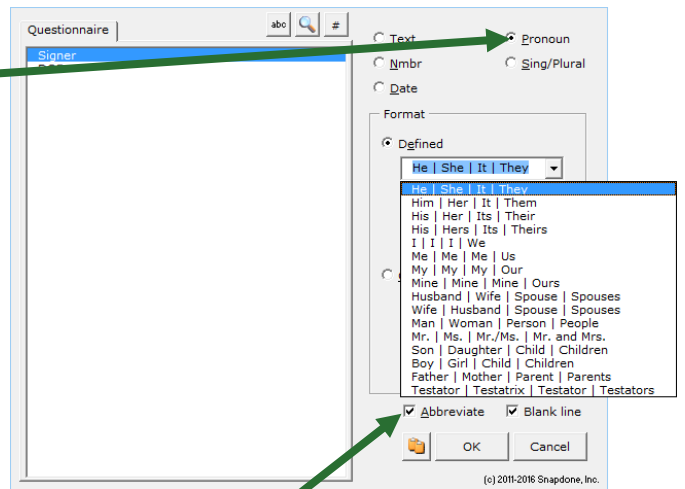 Questionnaire
abc
#
Text
Pronoun
Signer
Nmbr
Sing/Plural
Date
Format
Defined
He | She | It | They
He | She | It | They
Him | Her | It | Them
His | Her | Its | Their
His | Hers | Its | Theirs
I | I | I | We
Me | Me | Me | Us
My | My | My | Our
Mine | Mine | Mine | Ours
Husband | Wife | Spouse | Spouses
Wife | Husband | Spouse | Spouses
Man | Woman | Person | People
Mr. | Ms. | Mr./Ms. | Mr. and Mrs.
Son | Daughter | Child | Children
Boy | Girl | Child | Children
Father | Mother | Parent | Parents
Testator | Testatrix | Testator | Testators
Abbreviate
Blank line
OK
Cancel
(c) 2011-2016 Snapdone, Inc.